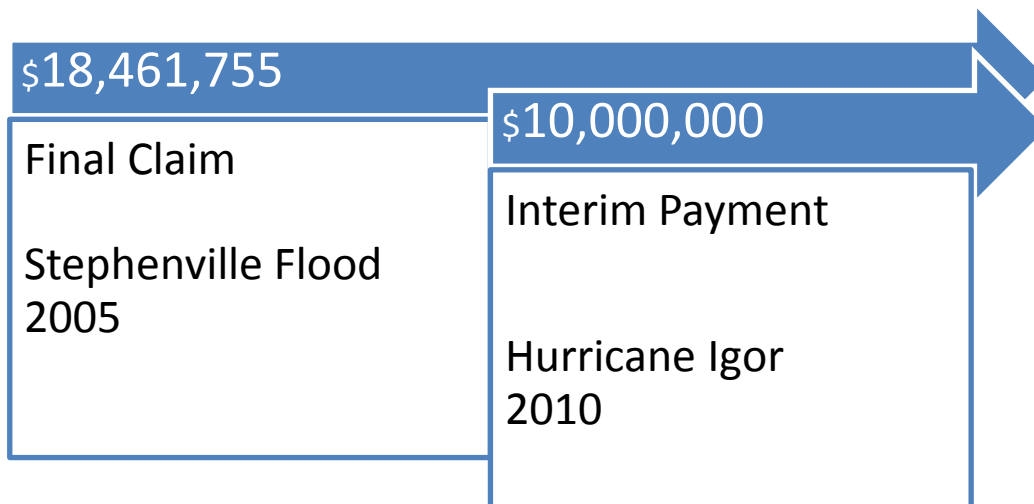 $18,461,755
Final Claim
Stephenville Flood
2005
$10,000,000
Interim Payment
Hurricane Igor
2010